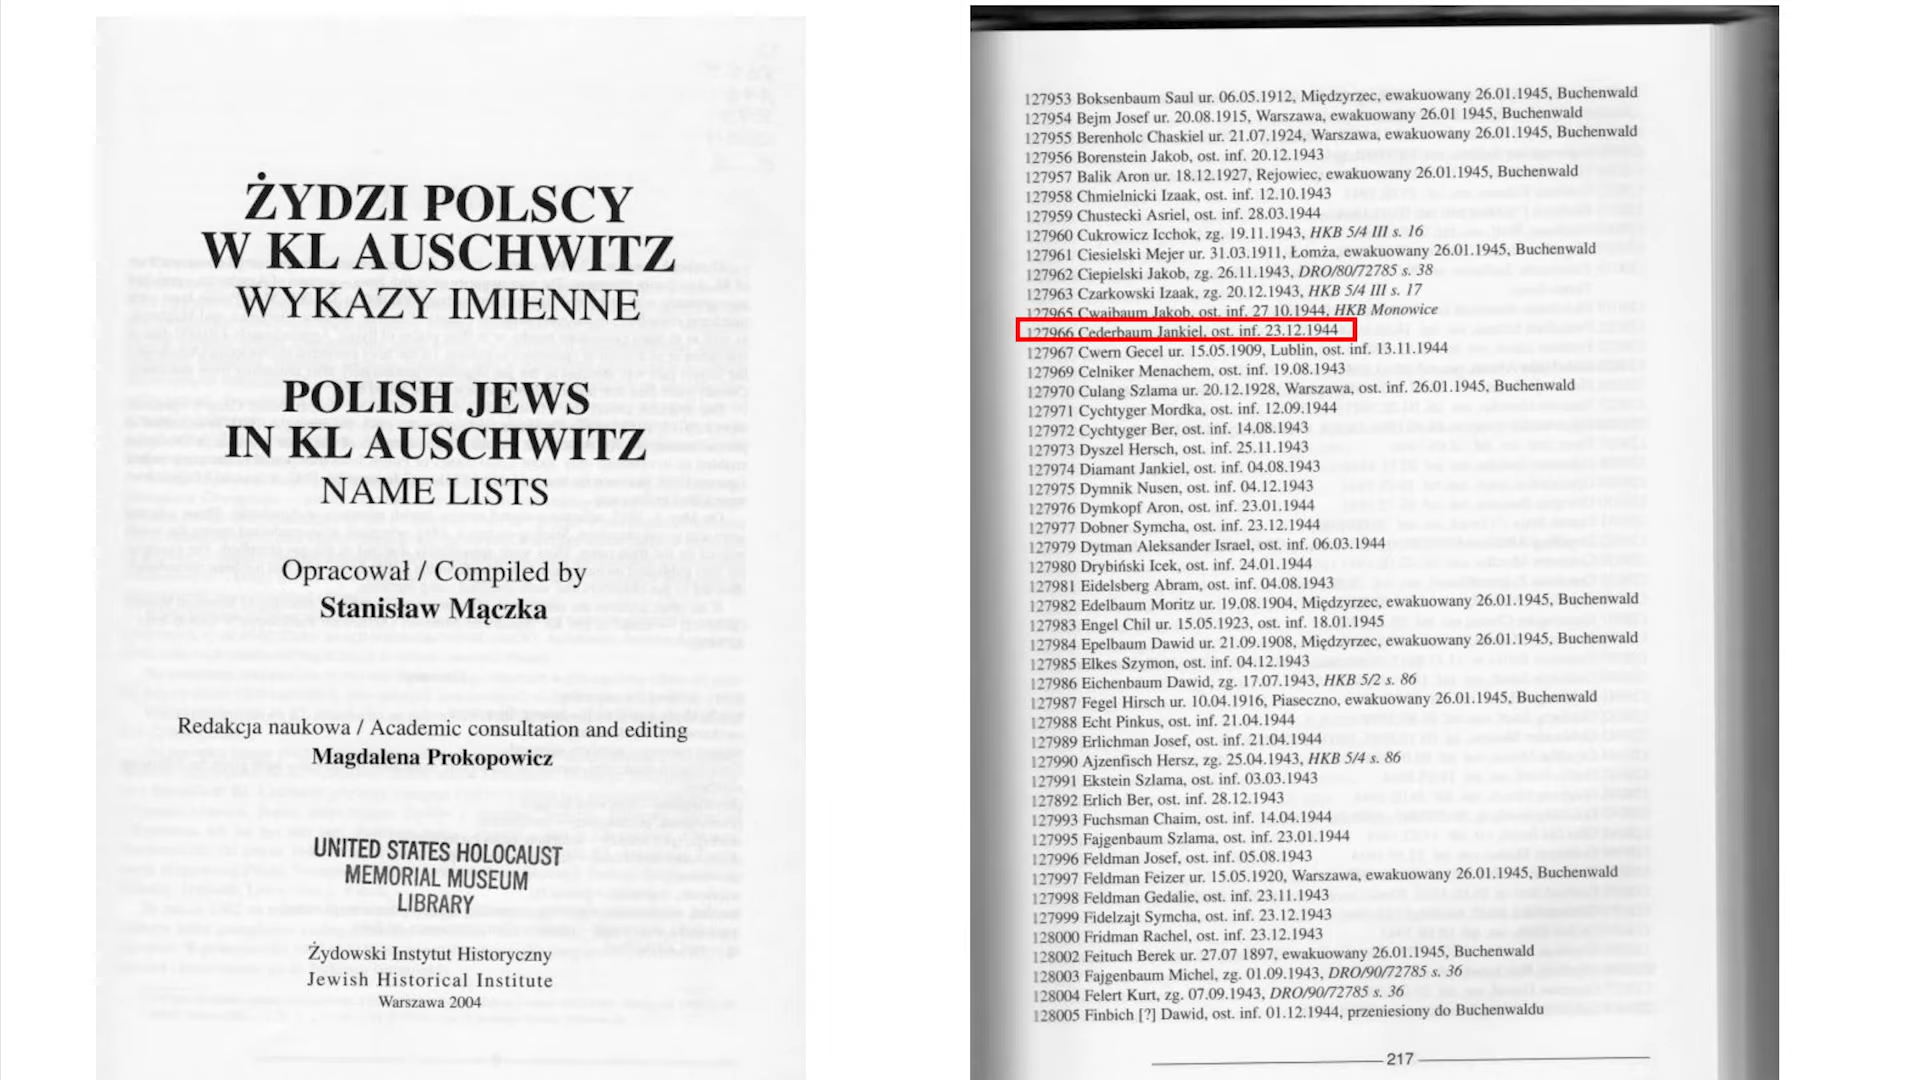 ŻYDZI POLSCY
W KL AUSCHWITZ
WYKAZY IMIENNE
POLISH JEWS
IN KL AUSCHWITZ
NAME LISTS
Opracował / Compiled by
Stanisław Mączka
Redakcja naukowa / Academic consultation and editing
Magdalena Prokopowicz
UNITED STATES HOLOCAUST
MEMORIAL MUSEUM
LIBRARY
Żydowski Instytut Historyczny
Jewish Historical Institute
Warszawa 2004
127953 Boksenbaum Saul ur. 06.05.1912, Międzyrzec, ewakuowany 26.01.1945, Buchenwald
127954 Bejm Josef ur. 20.08.1915, Warszawa, ewakuowany 26.01 1945, Buchenwald
127955 Berenholc Chaskiel ur. 21.07.1924, Warszawa, ewakuowany 26.01.1945, Buchenwald
127956 Borenstein Jakob, ost. inf. 20.12.1943
127957 Balik Aron ur. 18.12.1927, Rejowiec, ewakuowany 26.01.1945, Buchenwald
127958 Chmielnicki Izaak, ost. inf. 12.10.1943
127959 Chustecki Asriel, ost. inf. 28.03.1944
127960 Cukrowicz Icchok, zg. 19.11.1943, HKB 5/4 III s. 16
127961 Ciesielski Mejer ur. 31.03.1911, Łomża, ewakuowany 26.01.1945, Buchenwald
127962 Ciepielski Jakob, zg. 26.11.1943, DRO/80/72785 s. 38
127963 Czarkowski Izaak, zg. 20.12.1943, HKB 5/4 III s. 17
127965 Cwajbaum Jakob, ost. inf. 27 10.1944, HKB Monowice
127966 Cederbaum Jankiel, ost. inf. 23.12.1944
127967 Cwern Gecel ur. 15.05.1909, Lublin, ost. inf. 13.11.1944
127969 Celniker Menachem, ost. inf. 19.08.1943
127970 Culang Szlama ur. 20.12.1928, Warszawa, ost. inf. 26.01.1945, Buchenwald
127971 Cychtyger Mordka, ost. inf. 12.09.1944
127972 Cychtyger Ber, ost. inf. 14.08.1943
127973 Dyszel Hersch, ost. inf. 25.11.1943
127974 Diamant Jankiel, ost. inf. 04.08.1943
127975 Dymnik Nusen, ost. inf. 04.12.1943
127976 Dymkopf Aron, ost. inf. 23.01.1944
127977 Dobner Symcha, ost. inf. 23.12.1944
127979 Dytman Aleksander Israel, ost. inf. 06.03.1944
127980 Drybiński Icek, ost. inf. 24.01.1944
127981 Eidelsberg Abram, ost. inf. 04.08.1943
127982 Edelbaum Moritz ur. 19.08.1904, Międzyrzec, ewakuowany 26.01.1945, Buchenwald
127983 Engel Chil ur. 15.05.1923, ost. inf. 18.01.1945
127984 Epelbaum Dawid ur. 21.09.1908, Międzyrzec, ewakuowany 26.01.1945, Buchenwald
127985 Elkes Szymon, ost. inf. 04.12.1943
127986 Eichenbaum Dawid, zg. 17.07.1943, HKB 5/2 s. 86
127987 Fegel Hirsch ur. 10.04.1916, Piaseczno, ewakuowany 26.01.1945, Buchenwald
127988 Echt Pinkus, ost. inf. 21.04.1944
127989 Erlichman Josef, ost. inf. 21.04.1944
127990 Ajzenfisch Hersz, zg. 25.04.1943, HKB 5/4 s. 86
127991 Ekstein Szlama, ost. inf. 03.03.1943
127892 Erlich Ber, ost. inf. 28.12.1943
127993 Fuchsman Chaim, ost. inf. 14.04.1944
127995 Fajgenbaum Szlama, ost. inf. 23.01.1944
127996 Feldman Josef, ost. inf. 05.08.1943
127997 Feldman Feizer ur. 15.05.1920, Warszawa, ewakuowany 26.01.1945, Buchenwald
127998 Feldman Gedalie, ost. inf. 23.11.1943
127999 Fidelzajt Symcha, ost. inf. 23.12.1943
128000 Fridman Rachel, ost. inf. 23.12.1943
128002 Feituch Berek ur. 27.07 1897, ewakuowany 26.01.1945, Buchenwald
128003 Fajgenbaum Michel, zg. 01.09.1943, DRO/90/72785 s. 36
128004 Felert Kurt, zg. 07.09.1943, DRO/90/72785 s. 36
128005 Finbich [?] Dawid, ost. inf. 01.12.1944, przeniesiony do Buchenwaldu
217